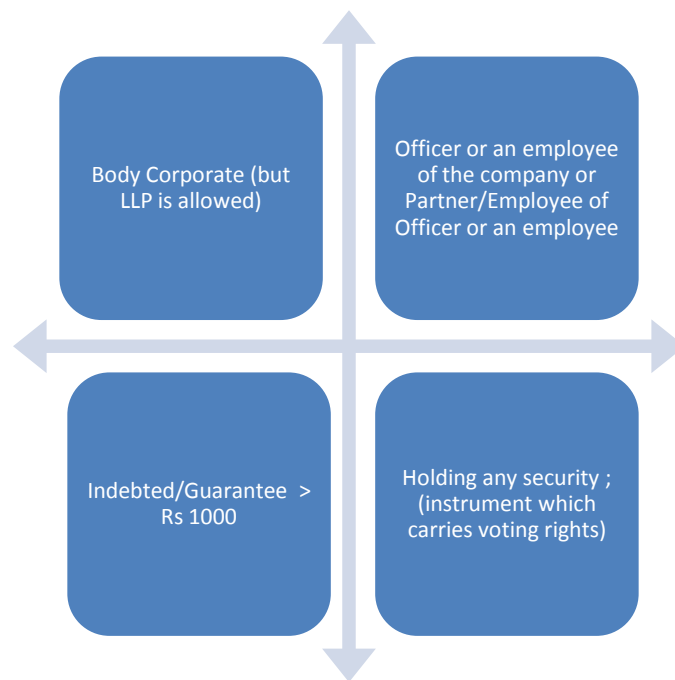 Body Corporate (but
LLP is allowed)
Officer or an employee
of the company or
Partner/Employee of
Officer or an employee
Indebted/Guarantee >
Rs 1000
Holding any security ;
(instrument which
carries voting rights)